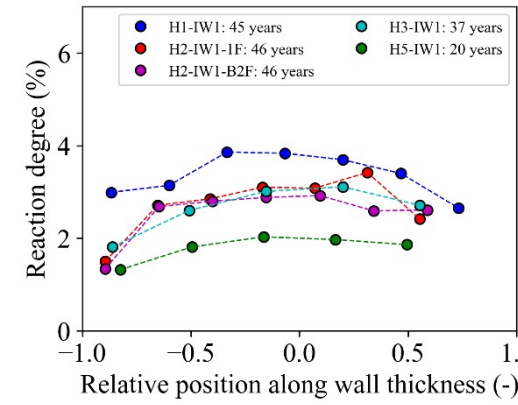 H1-IW1: 45 years
H2-IW1-1F: 46 years
H2-IW1-B2F: 46 years
H3-IW1: 37 years
H5-IW1: 20 years
Reaction degree (%)
6
4
2
0
−1.0 −0.5 0.0 0.5 1.
Relative position along wall thickness (-)